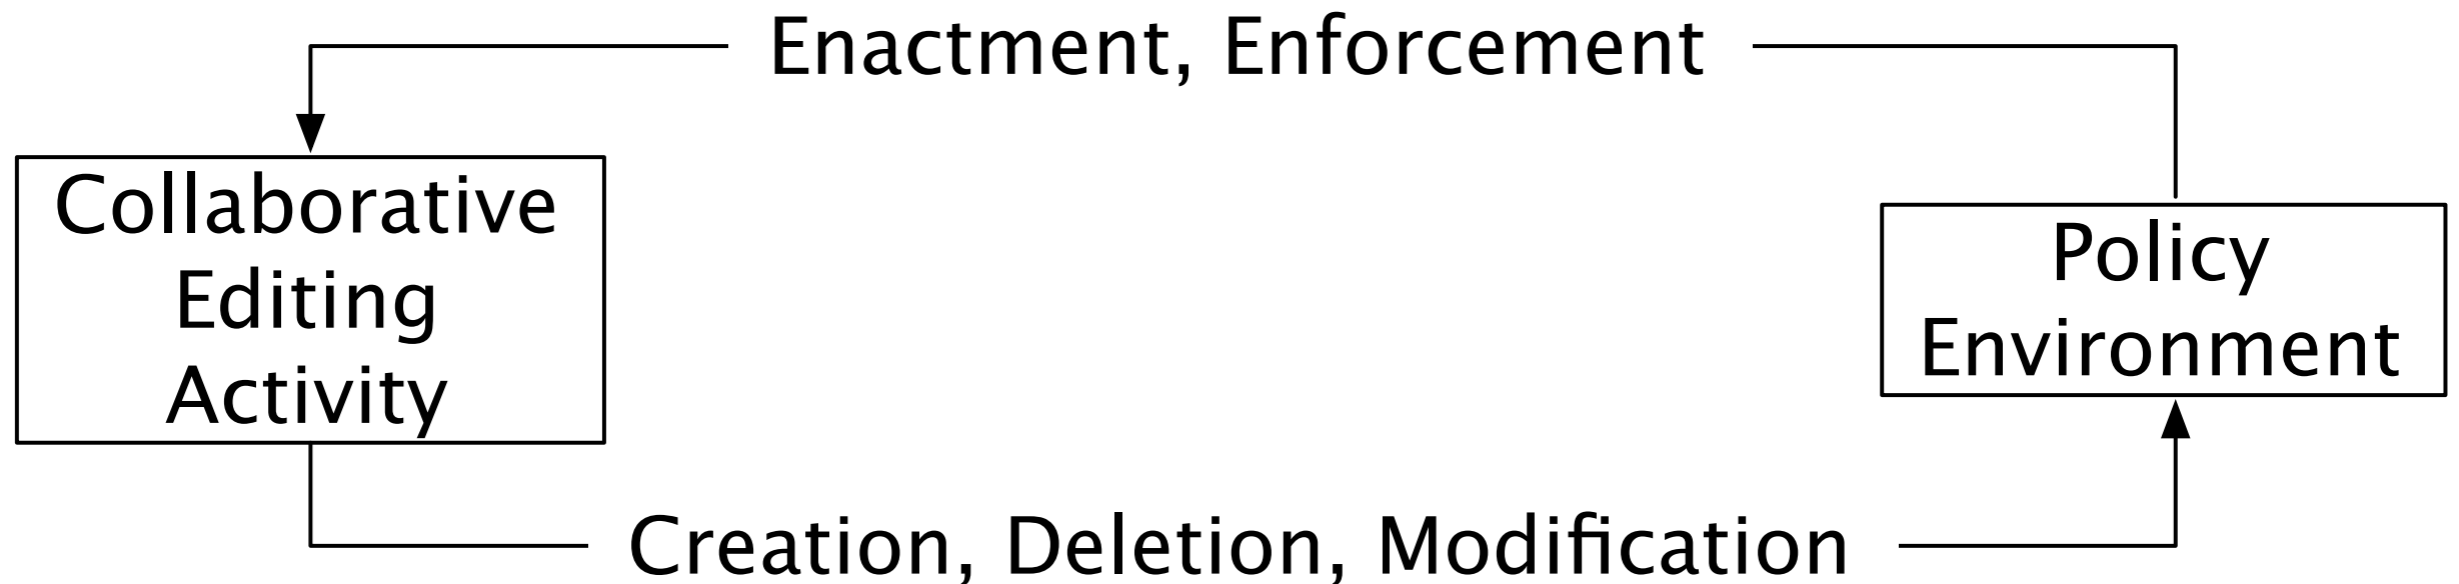 Enactment, Enforcement
Collaborative
Editing
Activity
Policy
Environment
Creation, Deletion, Modification